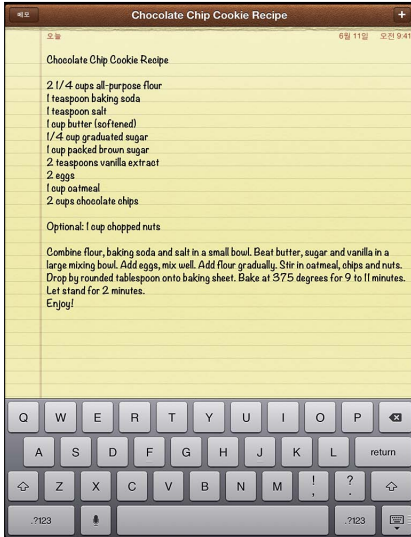 메모
Chocolate Chip Cookie Recipe
+
오늘
6월 11일 오전 9:41
Chocolate Chip Cookie Recipe
2 1/4 cups all-purpose flour
1 teaspoon baking soda
1 teaspoon salt
1 cup butter (softened)
1/4 cup graduated sugar
1 cup packed brown sugar
2 teaspoons vanilla extract
2 eggs
1 cup oatmeal
2 cups chocolate chips
Optional: 1 cup chopped nuts
Combine flour, baking soda and salt in a small bowl. Beat butter, sugar and vanilla in a
large mixing bowl. Add eggs, mix well. Add flour gradually. Stir in oatmeal, chips and nuts.
Drop by rounded tablespoon onto baking sheet. Bake at 375 degrees for 9 to 11 minutes.
Let stand for 2 minutes.
Enjoy!
Q W E R T Y U I O P
A S D F G H J K L return
Z X C V B N M ! , ? .
.?123 .?123